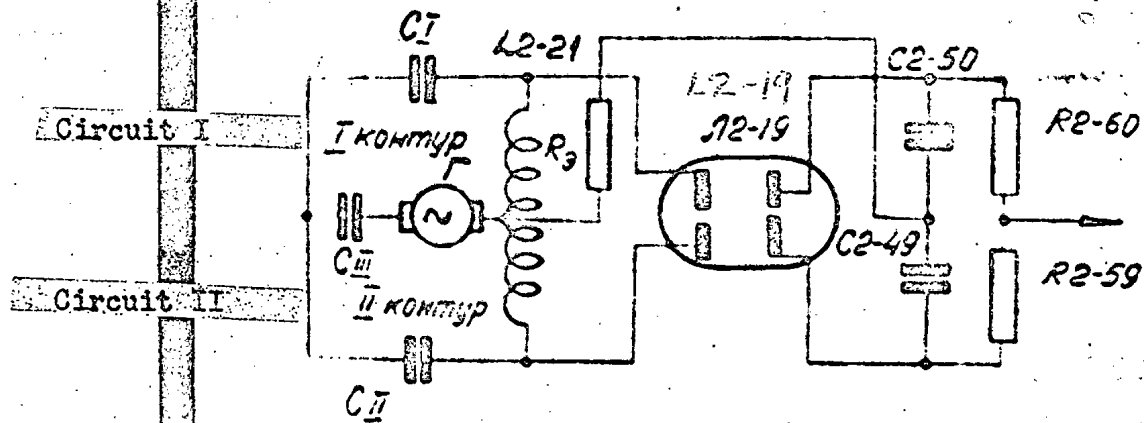 CI
L2-21
C2-50
L2-19
Л2-19
R2-60
Circuit I
I контур
Rэ
Г
~
CIII
C2-49
R2-59
Circuit II
II контур
CII